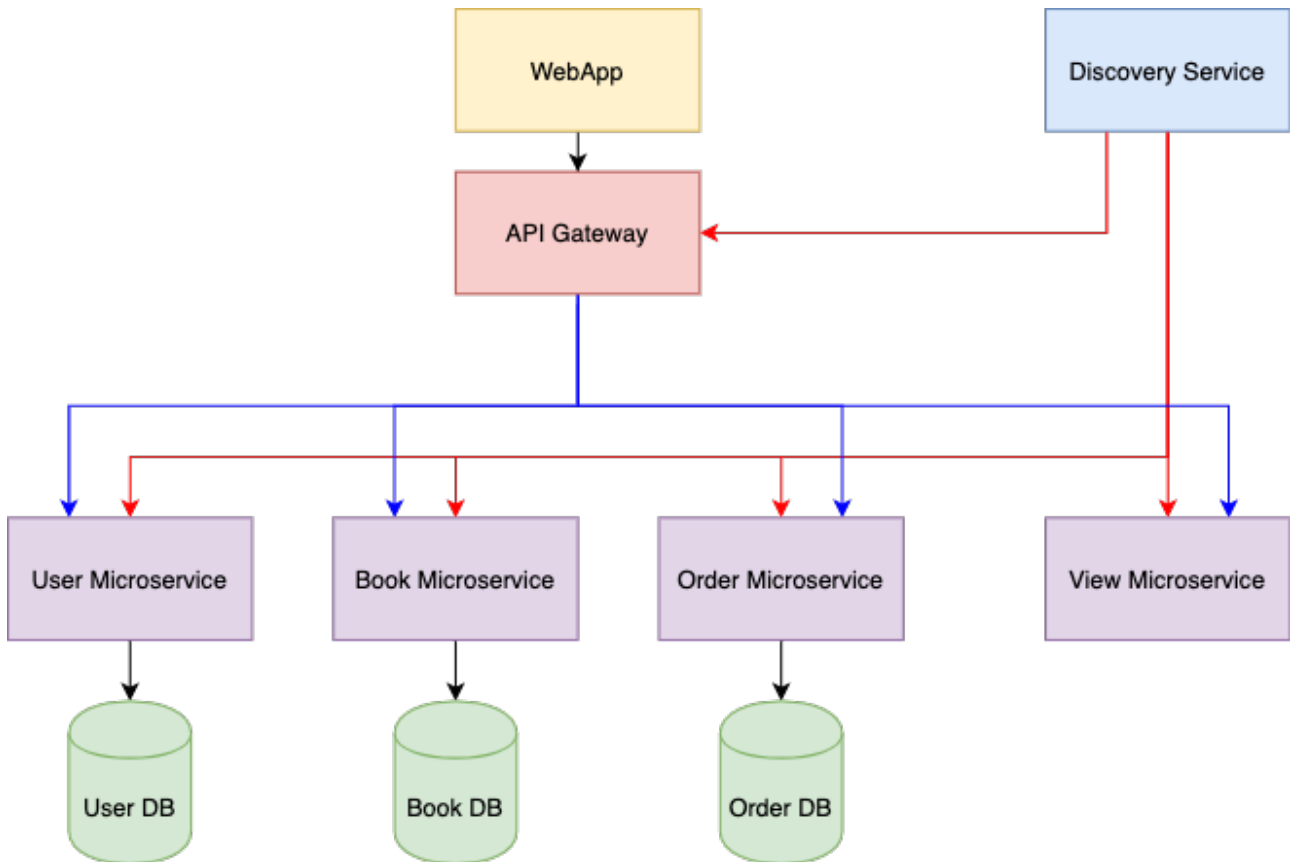 WebApp
Discovery Service
API Gateway
User Microservice
Book Microservice
Order Microservice
View Microservice
User DB
Book DB
Order DB